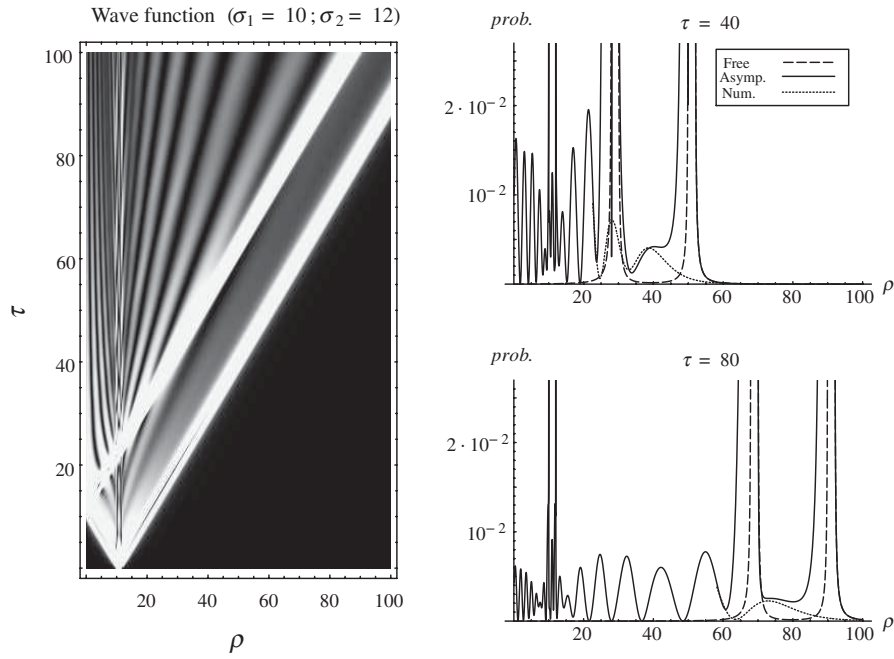 Wave function (σ1 = 10 ; σ2 = 12)
100
80
60
40
20
τ
20 40 60 80 100
ρ
prob.
τ = 40
Free
Asymp.
Num.
2·10⁻²
10⁻²
20 40 60 80 100 ρ
prob.
τ = 80
2·10⁻²
10⁻²
20 40 60 80 100 ρ